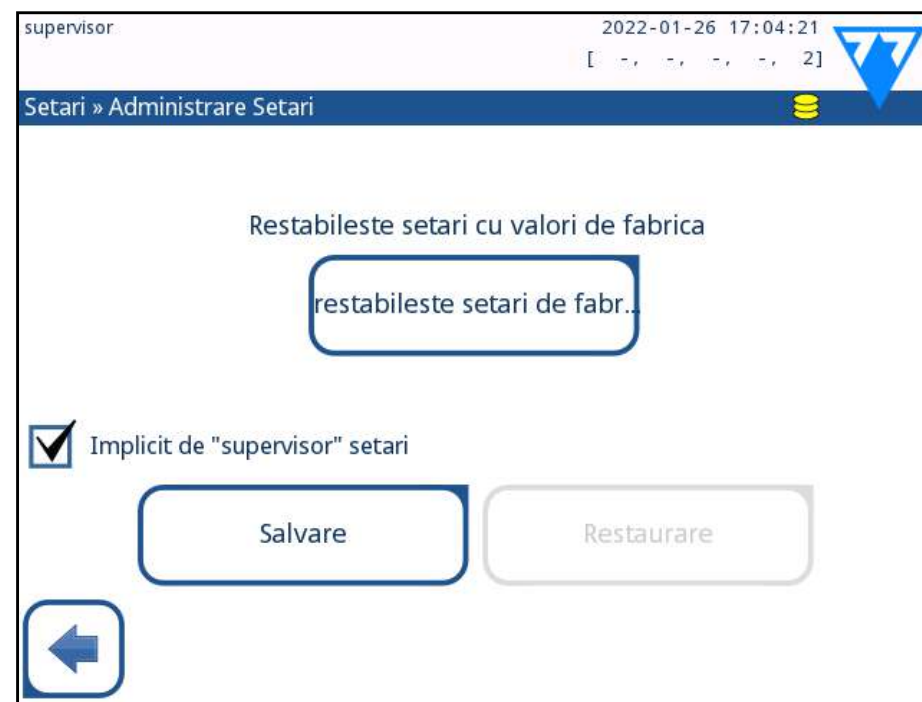 supervisor 2022-01-26 17:04:21
[ -, -, -, -, 2]
Setari » Administrare Setari
Restabileste setari cu valori de fabrica
restabileste setari de fabr...
Implicit de "supervisor" setari
Salvare Restaurare